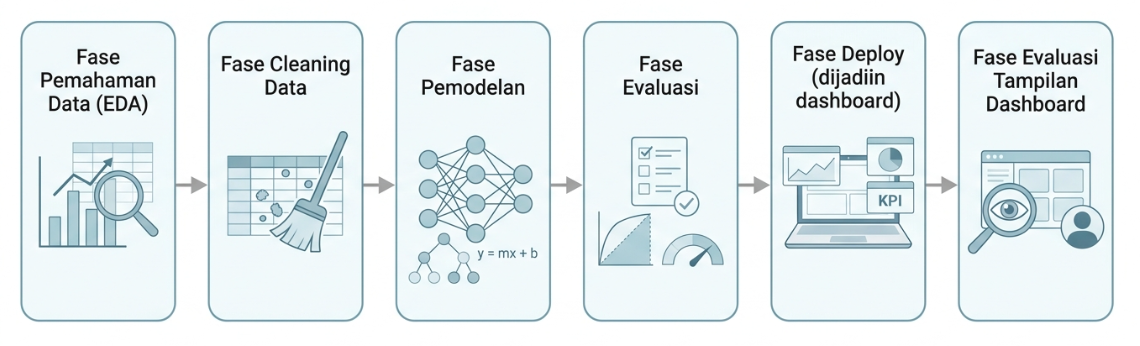 Fase
Pemahaman
Data (EDA)
Fase Cleaning
Data
Fase
Pemodelan
y = mx + b
Fase
Evaluasi
Fase Deploy
(dijadiin
dashboard)
KPI
Fase Evaluasi
Tampilan
Dashboard